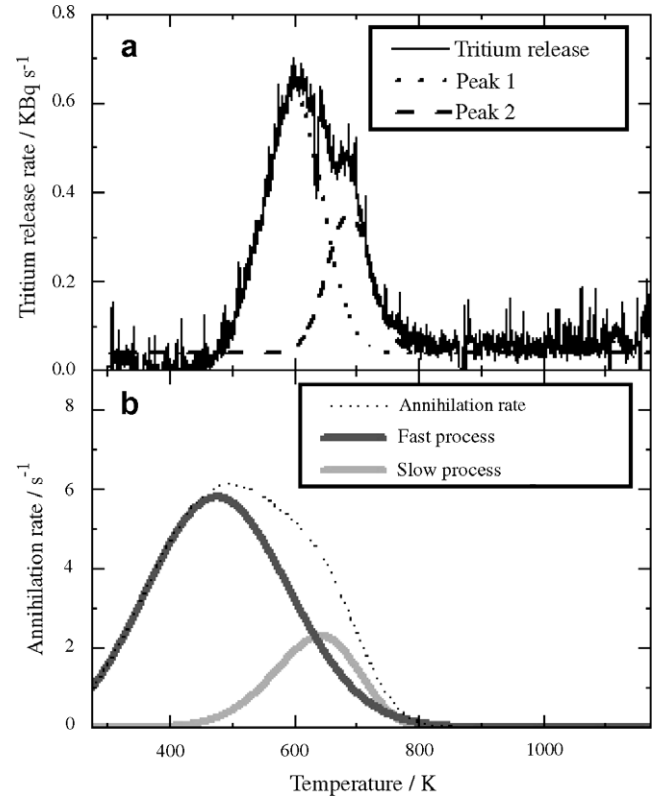 a
Tritium release
Peak 1
Peak 2
Tritium release rate / KBq s-1
0.8
0.6
0.4
0.2
0.0
b
Annihilation rate
Fast process
Slow process
Annihilation rate / s-1
8
6
4
2
0
400 600 800 1000
Temperature / K